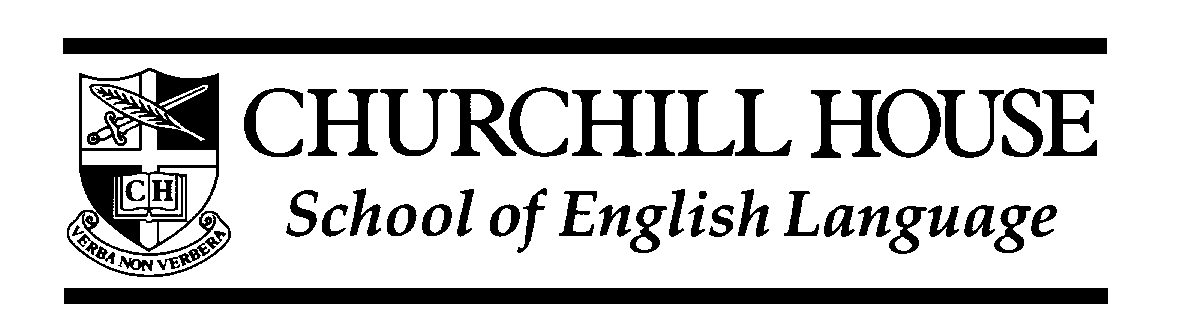 CHURCHILL HOUSE
School of English Language
CH
VERBA NON VERBERA